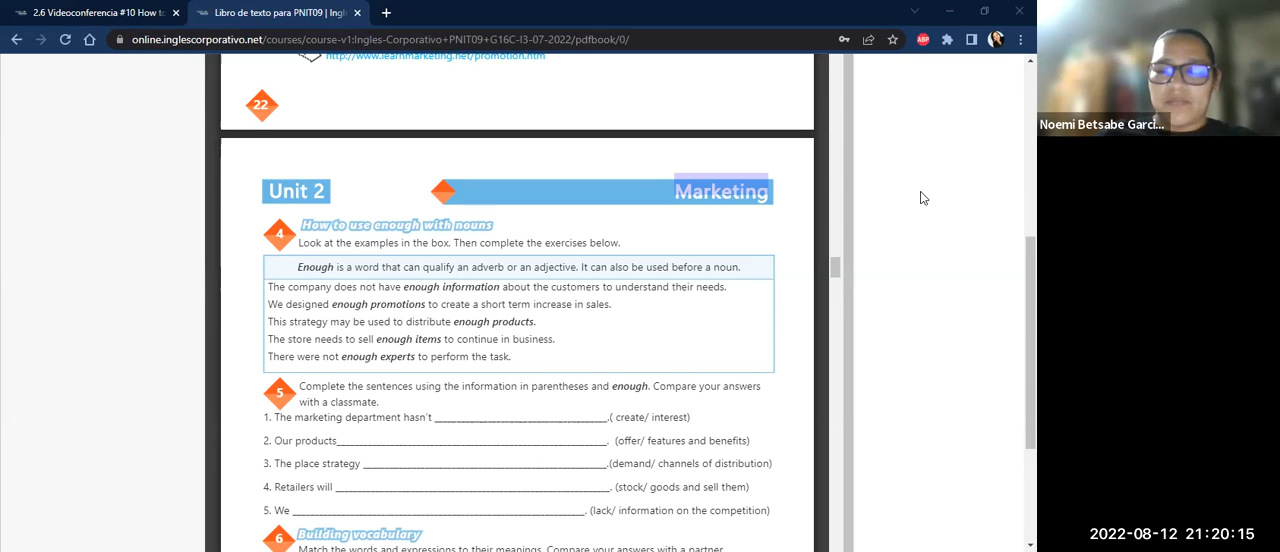 2.6 Videoconferencia #10 How to
Libro de texto para PNIT09 | Ingl
online.inglescorporativo.net/courses/course-v1:Ingles-Corporativo+PNIT09+G16C-I3-07-2022/pdfbook/0/
ABP
http://www.learnmarketing.net/promotion.htm
22
Unit 2
Marketing
4
How to use enough with nouns
Look at the examples in the box. Then complete the exercises below.
Enough is a word that can qualify an adverb or an adjective. It can also be used before a noun.
The company does not have enough information about the customers to understand their needs.
We designed enough promotions to create a short term increase in sales.
This strategy may be used to distribute enough products.
The store needs to sell enough items to continue in business.
There were not enough experts to perform the task.
5
Complete the sentences using the information in parentheses and enough. Compare your answers
with a classmate.
1. The marketing department hasn't ________________________________.( create/ interest)
2. Our products________________________________. (offer/ features and benefits)
3. The place strategy ________________________________.(demand/ channels of distribution)
4. Retailers will ________________________________. (stock/ goods and sell them)
5. We ________________________________. (lack/ information on the competition)
6
Building vocabulary
Match the words and expressions to their meanings. Compare your answers with a partner.
Noemi Betsabe Garci...
2022-08-12 21:20:15